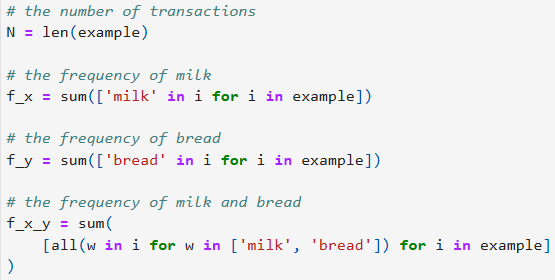 # the number of transactions
N = len(example)
# the frequency of milk
f_x = sum(['milk' in i for i in example])
# the frequency of bread
f_y = sum(['bread' in i for i in example])
# the frequency of milk and bread
f_x_y = sum(
    [all(w in i for w in ['milk', 'bread']) for i in example]
)